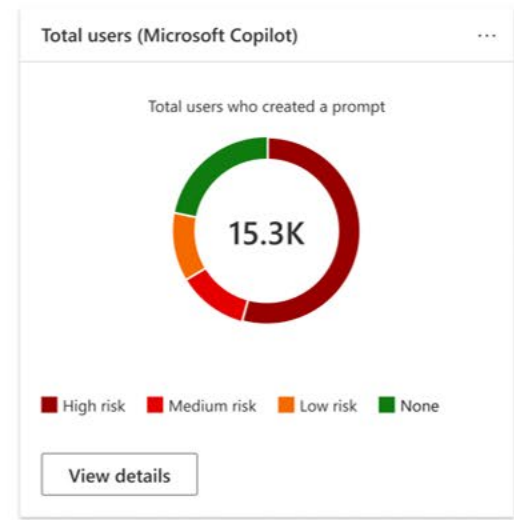 Total users (Microsoft Copilot)
...
Total users who created a prompt
15.3K
High risk Medium risk Low risk None
View details